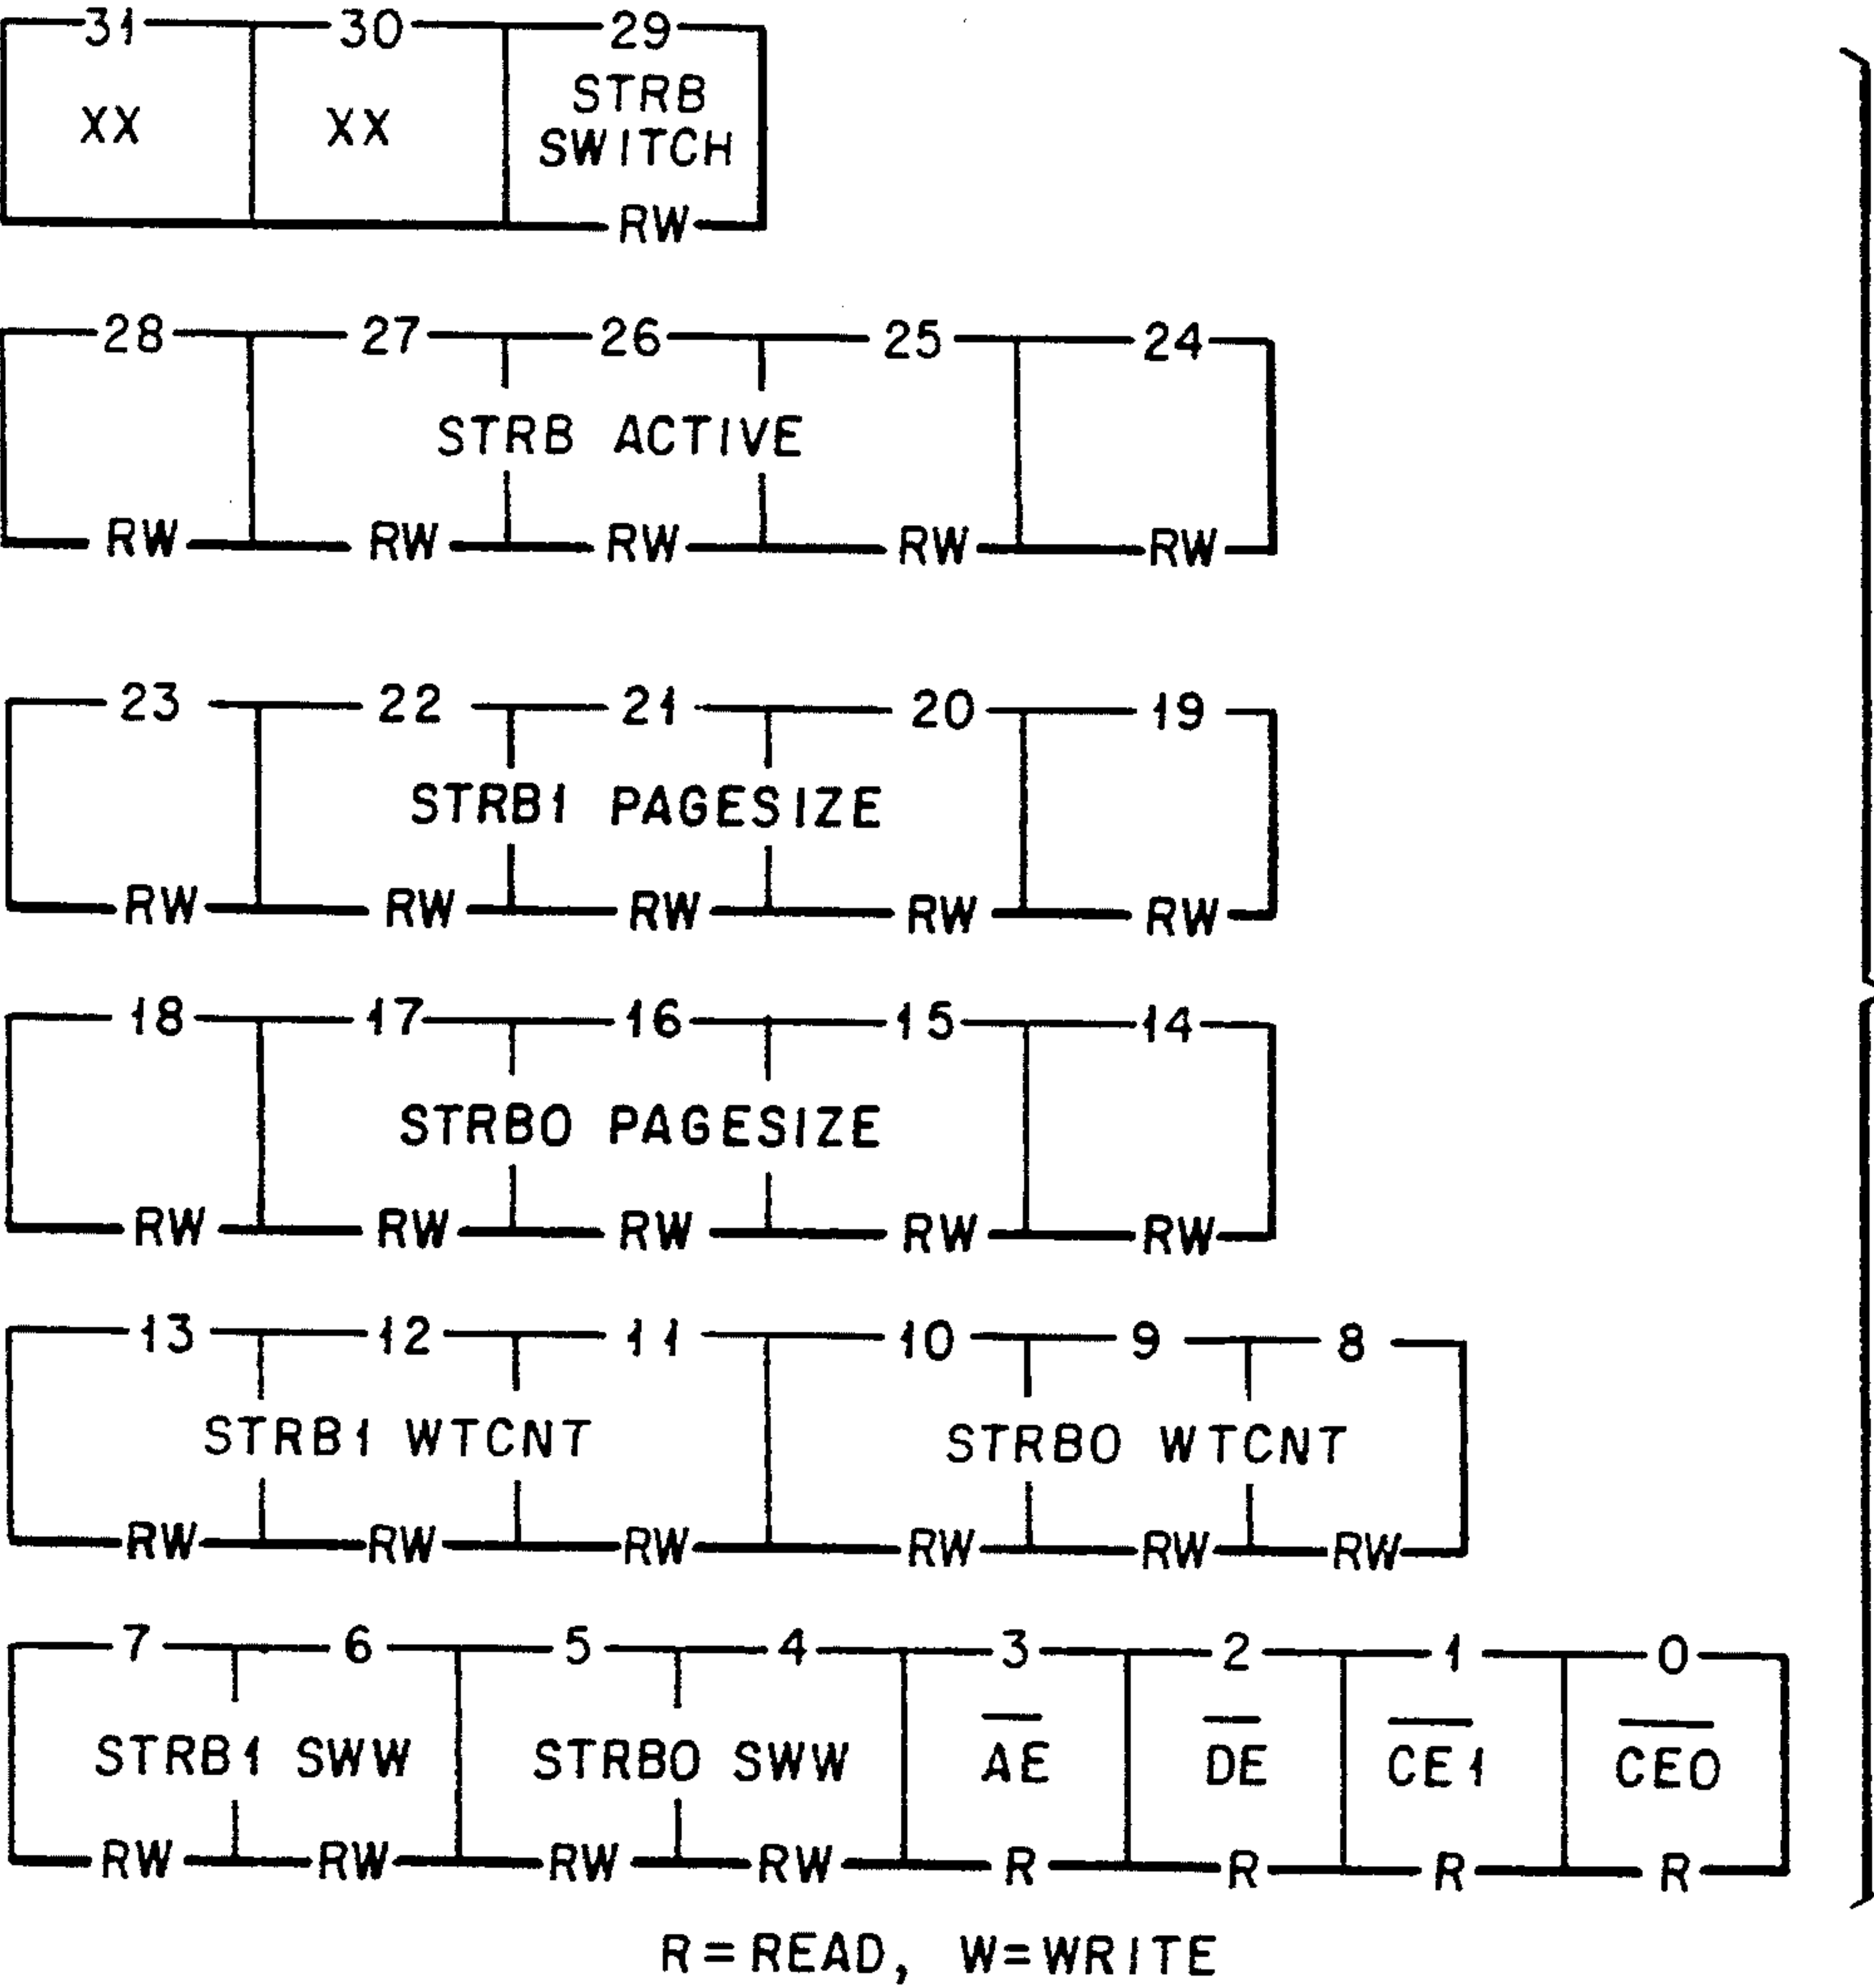 31 30 29
XX XX STRB
SWITCH
RW
28 27 26 25 24
STRB ACTIVE
RW RW RW RW RW
23 22 21 20 19
STRB1 PAGESIZE
RW RW RW RW RW
18 17 16 15 14
STRB0 PAGESIZE
RW RW RW RW RW
13 12 11 10 9 8
STRB1 WTCNT STRB0 WTCNT
RW RW RW RW RW RW
7 6 5 4 3 2 1 0
STRB1 SWW STRB0 SWW A̅E̅ D̅E̅ C̅E̅1̅ C̅E̅0̅
RW RW RW RW R R R R
R=READ, W=WRITE